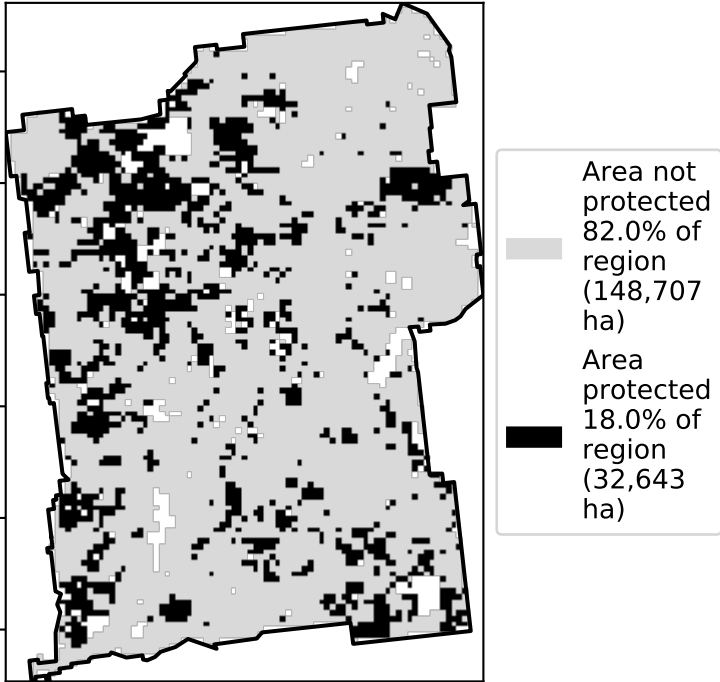 Area not
protected
82.0% of
region
(148,707
ha)
Area
protected
18.0% of
region
(32,643
ha)